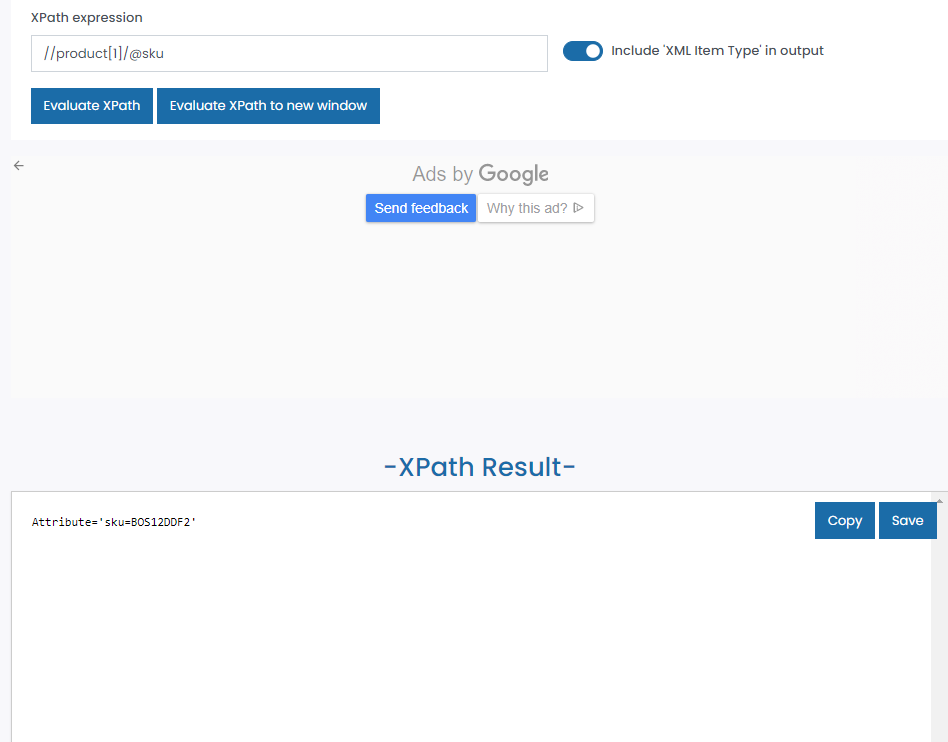 XPath expression
//product[1]/@sku
Include 'XML Item Type' in output
Evaluate XPath
Evaluate XPath to new window
Ads by Google
Send feedback
Why this ad?
-XPath Result-
Attribute='sku=BOS12DDF2'
Copy
Save